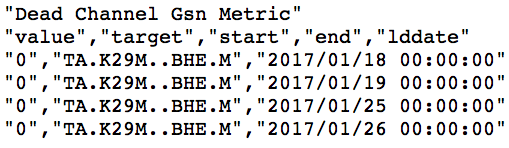 "Dead Channel Gsn Metric"
"value","target","start","end","lddate"
"0","TA.K29M..BHE.M","2017/01/18 00:00:00"
"0","TA.K29M..BHE.M","2017/01/19 00:00:00"
"0","TA.K29M..BHE.M","2017/01/25 00:00:00"
"0","TA.K29M..BHE.M","2017/01/26 00:00:00"